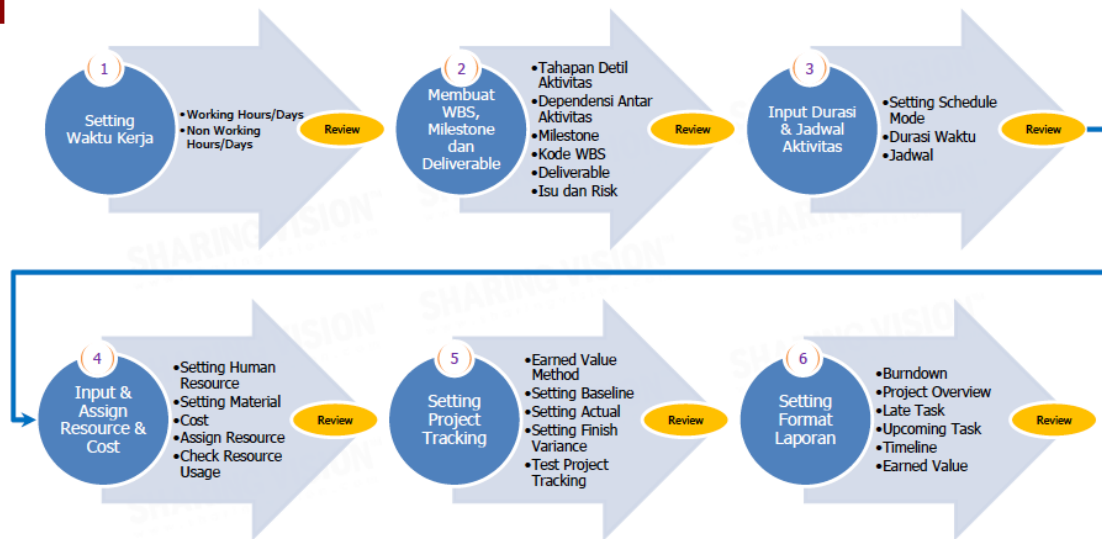 1
Setting
Waktu Kerja
•Working Hours/Days
•Non Working
Hours/Days
Review
2
Membuat
WBS,
Milestone
dan
Deliverable
•Tahapan Detil
Aktivitas
•Dependensi Antar
Aktivitas
•Milestone
•Kode WBS
•Deliverable
•Isu dan Risk
Review
3
Input Durasi
& Jadwal
Aktivitas
•Setting Schedule
Mode
•Durasi Waktu
•Jadwal
Review
4
Input &
Assign
Resource &
Cost
•Setting Human
Resource
•Setting Material
•Cost
•Assign Resource
•Check Resource
Usage
Review
5
Setting
Project
Tracking
•Earned Value
Method
•Setting Baseline
•Setting Actual
•Setting Finish
Variance
•Test Project
Tracking
Review
6
Setting
Format
Laporan
•Burndown
•Project Overview
•Late Task
•Upcoming Task
•Timeline
•Earned Value
Review
SHARING VISION™
SHARING VISION™